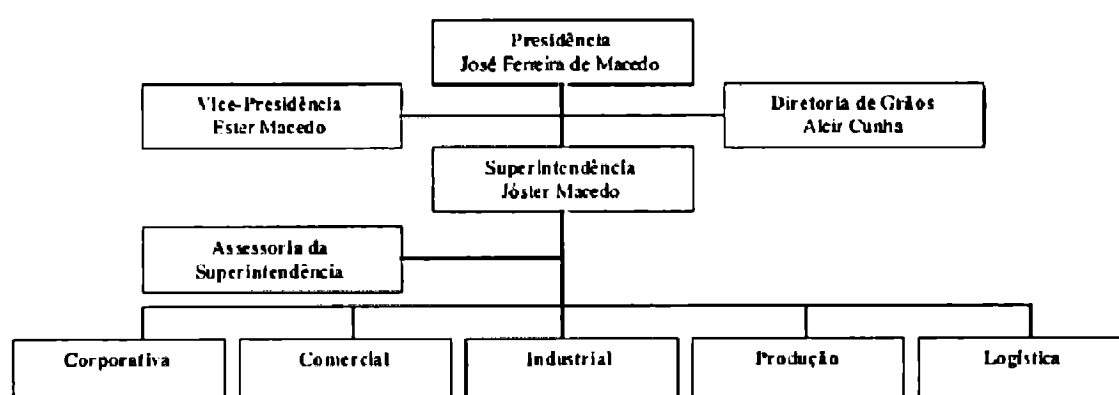 Presidência
José Ferreira de Macedo
Vice-Presidência
Ester Macedo
Diretoria de Grãos
Alcir Cunha
Superintendência
Jóster Macedo
Assessoria da
Superintendência
Corporativa
Comercial
Industrial
Produção
Logística